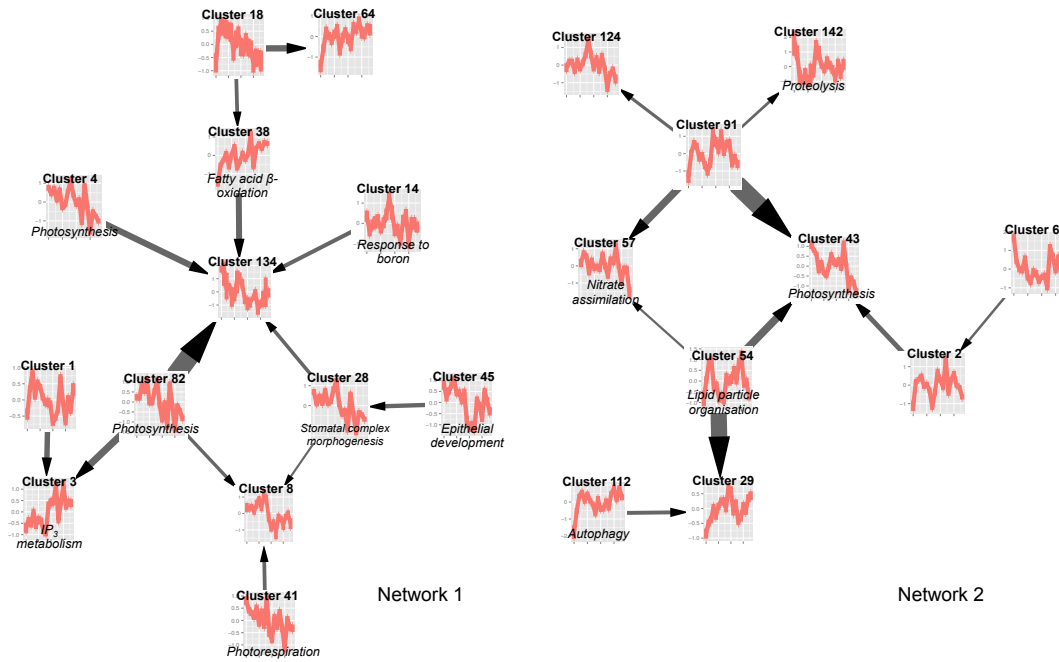 Cluster 18
Cluster 64
Cluster 38
Fatty acid β-
oxidation
Cluster 4
Photosynthesis
Cluster 14
Response to
boron
Cluster 134
Cluster 1
Cluster 82
Photosynthesis
Cluster 28
Stomatal complex
morphogenesis
Cluster 45
Epithelial
development
Cluster 3
IP3
metabolism
Cluster 8
Cluster 41
Photorespiration
Network 1
Cluster 124
Cluster 142
Proteolysis
Cluster 91
Cluster 57
Nitrate
assimilation
Cluster 43
Photosynthesis
Cluster 6
Cluster 54
Lipid particle
organisation
Cluster 2
Cluster 112
Autophagy
Cluster 29
Network 2